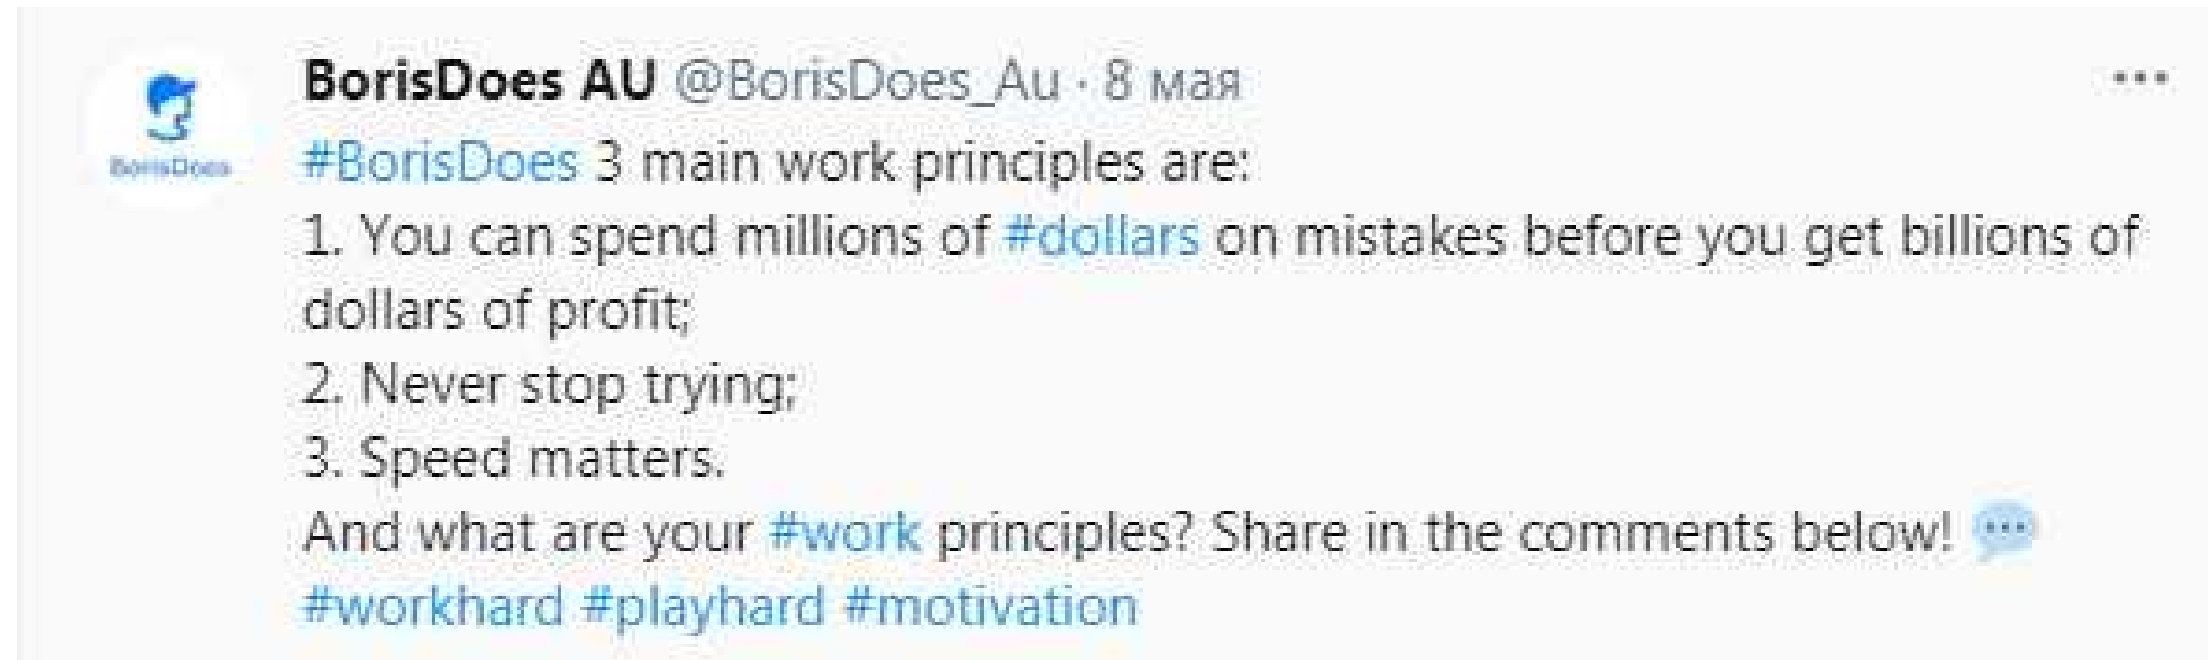 BorisDoes AU @BorisDoes_Au · 8 мая
BorisDoes
#BorisDoes 3 main work principles are:
1. You can spend millions of #dollars on mistakes before you get billions of
dollars of profit;
2. Never stop trying;
3. Speed matters.
And what are your #work principles? Share in the comments below! 💬
#workhard #playhard #motivation